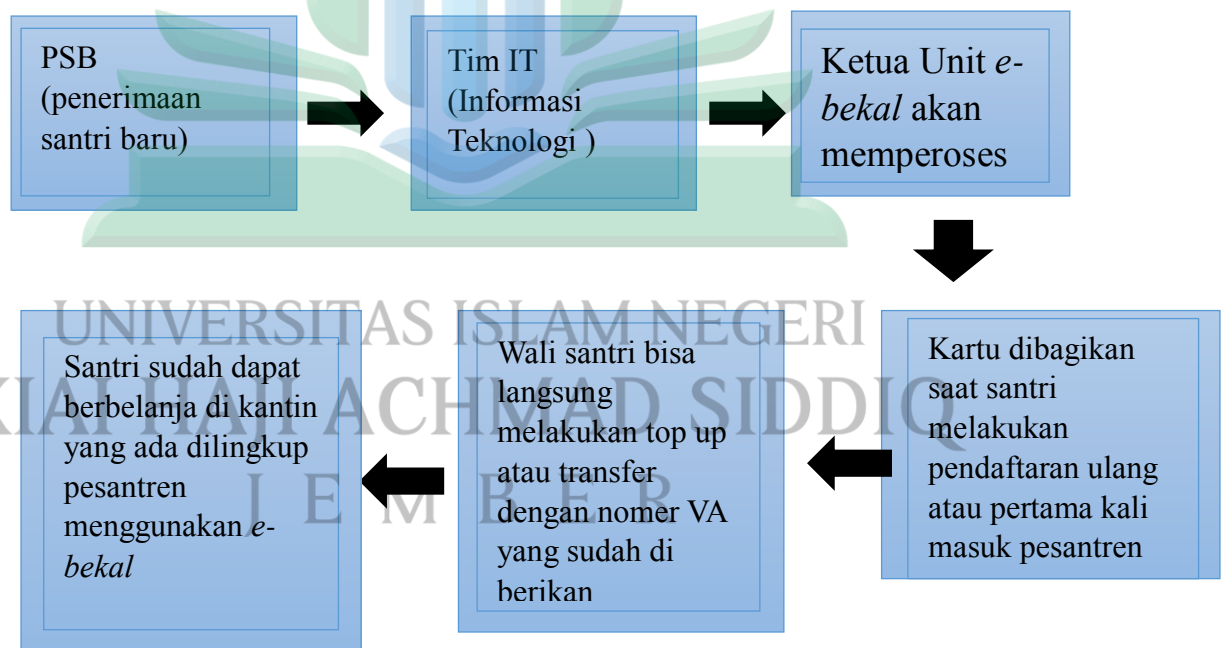 PSB
(penerimaan
santri baru)
Tim IT
(Informasi
Teknologi )
Ketua Unit e-
bekal akan
memperoses
Kartu dibagikan
saat santri
melakukan
pendaftaran ulang
atau pertama kali
masuk pesantren
Wali santri bisa
langsung
melakukan top up
atau transfer
dengan nomer VA
yang sudah di
berikan
Santri sudah dapat
berbelanja di kantin
yang ada dilingkup
pesantren
menggunakan e-
bekal
UNIVERSITAS ISLAM NEGERI
KIAI HAJI ACHMAD SIDDIQ
JEMBER